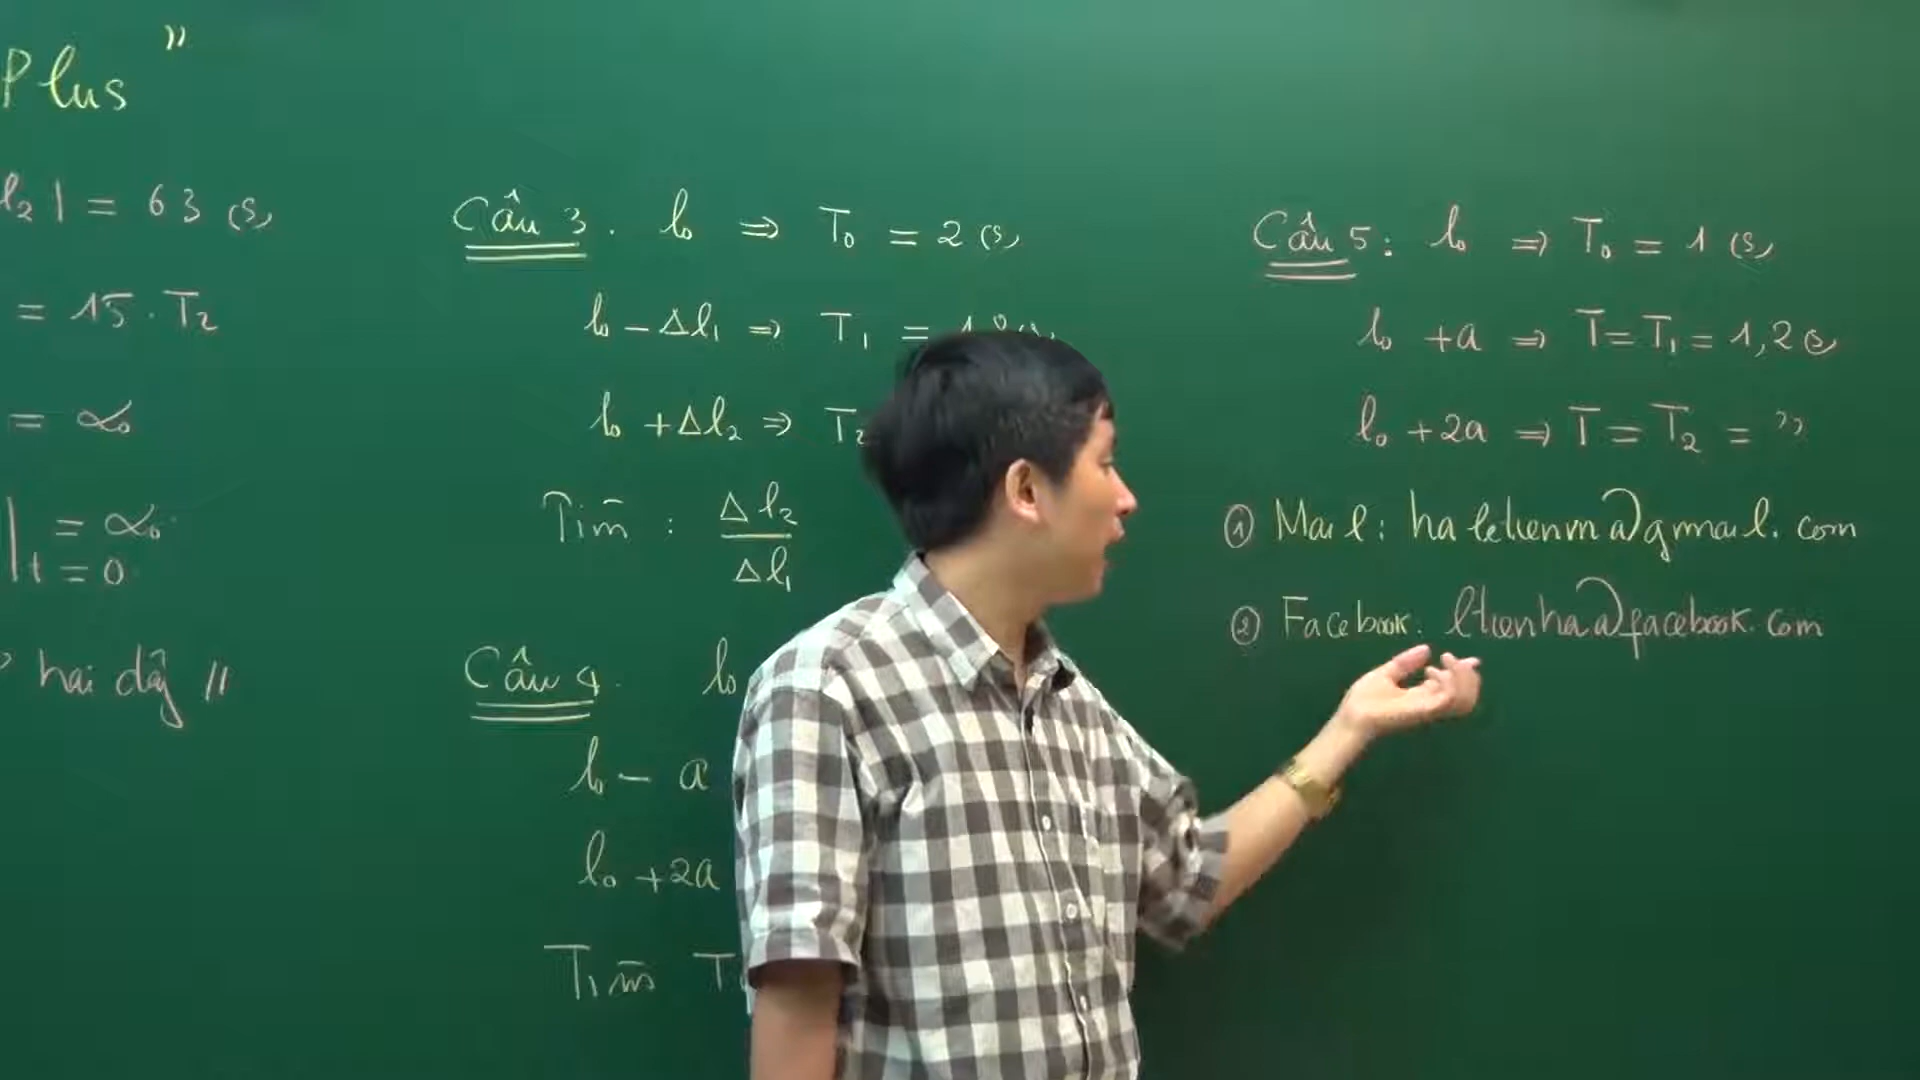 Plus "
l₂| = 63 (s)
= 15 . T₂
= α₀
|t = 0 = α₀
hai dây "
Câu 3 . l₀ ⇒ T₀ = 2 (s)
l₀ - Δl₁ ⇒ T₁ =
l₀ + Δl₂ ⇒ T₂
Tìm : Δl₂ / Δl₁
Câu 4 . l₀
l₀ - a
l₀ + 2a
Tìm T
Câu 5 : l₀ ⇒ T₀ = 1 (s)
l₀ + a ⇒ T = T₁ = 1,2 (s)
l₀ + 2a ⇒ T = T₂ = ??
① Mail : haletienvn@gmail.com
② Facebook . ltienha@facebook.com